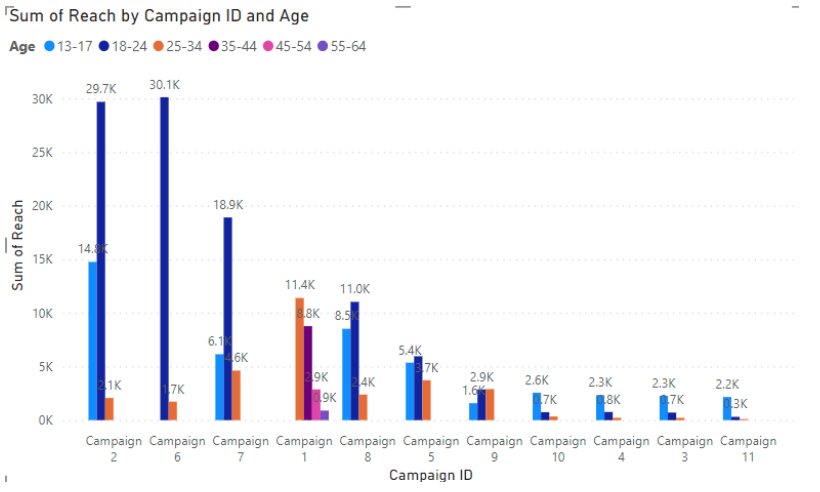 Sum of Reach by Campaign ID and Age
Age 13-17 18-24 25-34 35-44 45-54 55-64
30K
25K
20K
15K
10K
5K
0K
Sum of Reach
14.8K
29.7K
2.1K
30.1K
1.7K
6.1K
18.9K
4.6K
11.4K
8.8K
2.9K
0.9K
8.5K
11.0K
2.4K
5.4K
3.7K
1.6K
2.9K
2.6K
0.7K
2.3K
0.8K
2.3K
0.7K
2.2K
0.3K
Campaign 2
Campaign 6
Campaign 7
Campaign 1
Campaign 8
Campaign 5
Campaign 9
Campaign 10
Campaign 4
Campaign 3
Campaign 11
Campaign ID